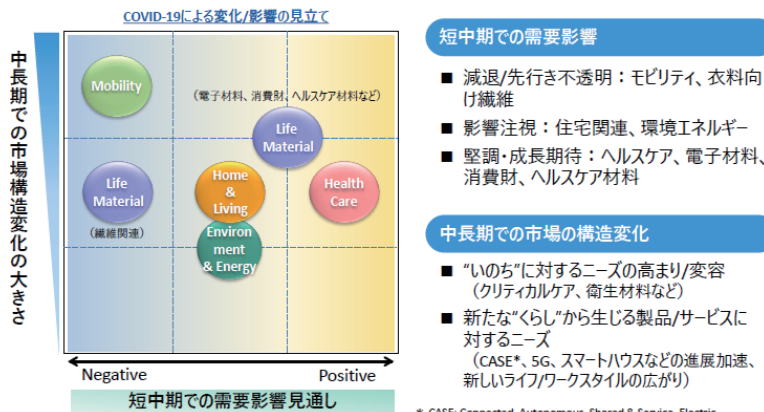 COVID-19による変化/影響の見立て
中長期での市場構造変化の大きさ
Mobility
(電子材料、消費財、ヘルスケア材料など)
Life
Material
Life
Material
(繊維関連)
Home
&
Living
Health
Care
Environ
ment
& Energy
Negative
Positive
短中期での需要影響見通し
短中期での需要影響
■ 減退/先行き不透明：モビリティ、衣料向
け繊維
■ 影響注視：住宅関連、環境エネルギー
■ 堅調・成長期待：ヘルスケア、電子材料、
消費財、ヘルスケア材料
中長期での市場の構造変化
■ “いのち”に対するニーズの高まり/変容
（クリティカルケア、衛生材料など）
■ 新たな“くらし”から生じる製品/サービスに
対するニーズ
（CASE*、5G、スマートハウスなどの進展加速、
新しいライフ/ワークスタイルの広がり）
* CASE: Connected, Autonomous, Shared & Service, Electric